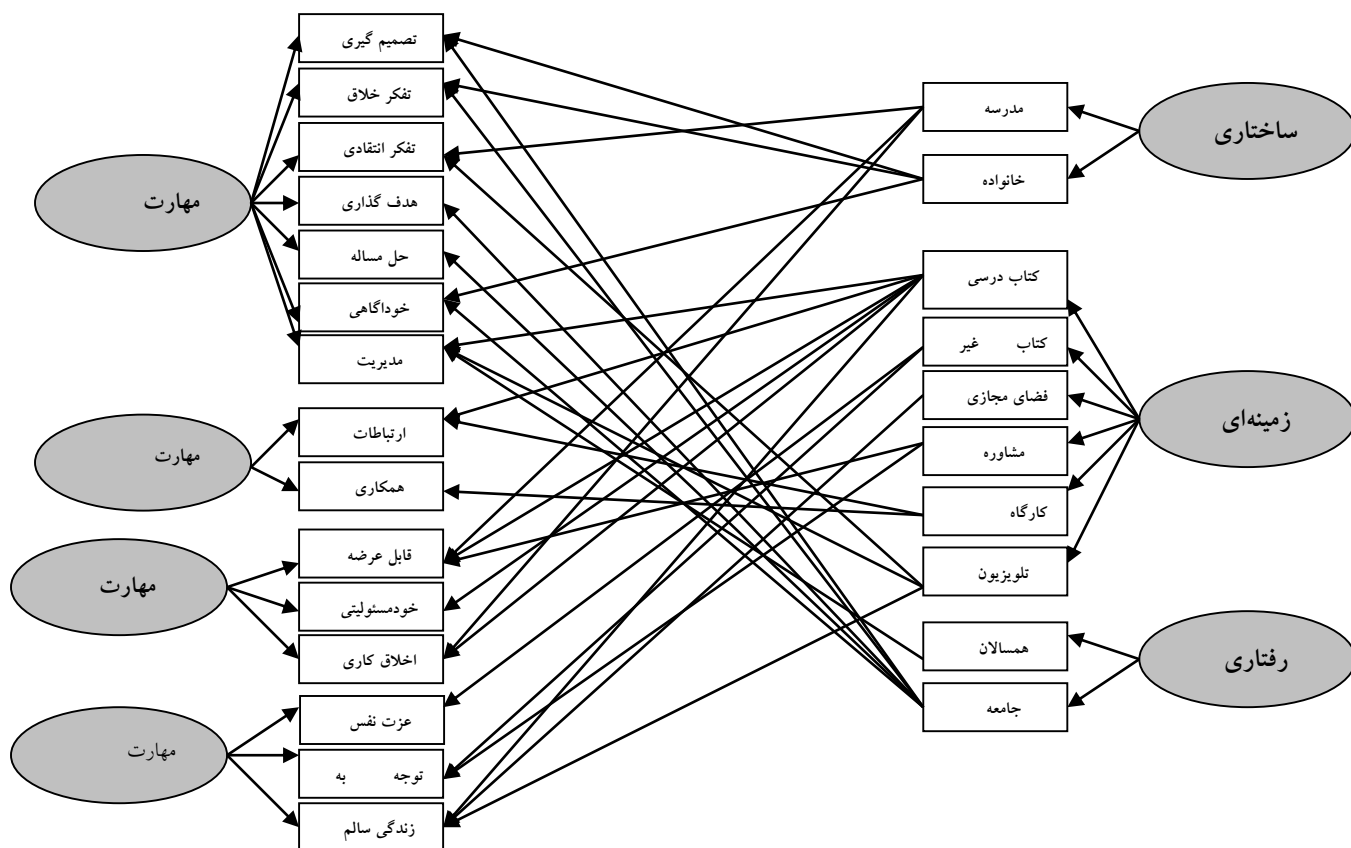 ساختاری
مدرسه
خانواده
زمینه‌ای
کتاب درسی
کتاب غیر
فضای مجازی
مشاوره
کارگاه
تلویزیون
رفتاری
همسالان
جامعه
مهارت
تصمیم گیری
تفکر خلاق
تفکر انتقادی
هدف گذاری
حل مساله
خوداگاهی
مدیریت
مهارت
ارتباطات
همکاری
مهارت
قابل عرضه
خودمسئولیتی
اخلاق کاری
مهارت
عزت نفس
توجه به
زندگی سالم